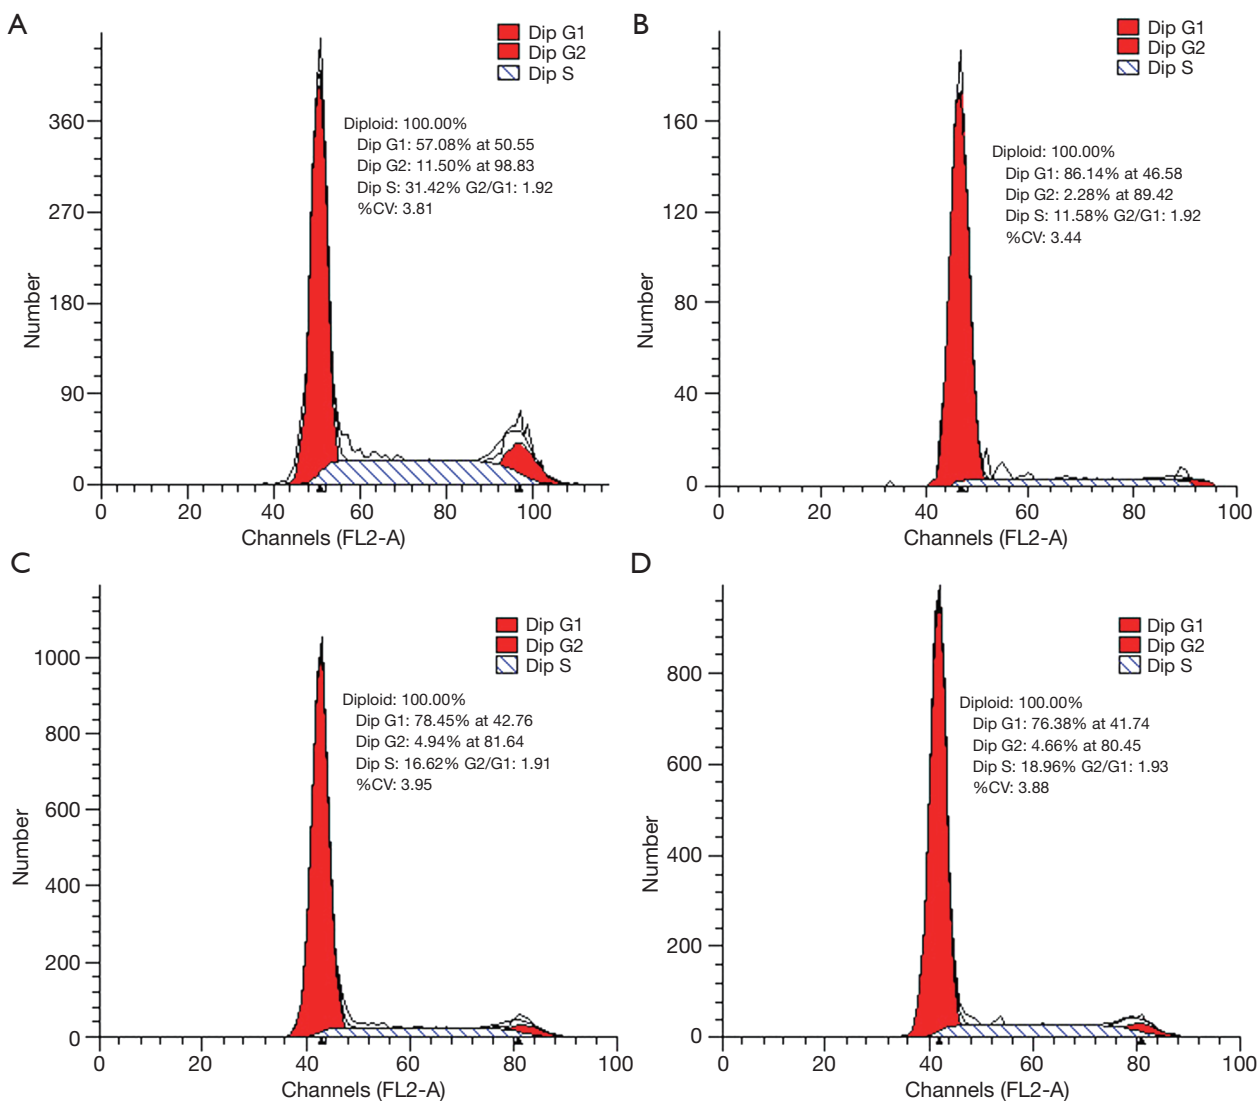 A
Dip G1
Dip G2
Dip S
Diploid: 100.00%
Dip G1: 57.08% at 50.55
Dip G2: 11.50% at 98.83
Dip S: 31.42% G2/G1: 1.92
%CV: 3.81
360
270
180
90
0
Number
0 20 40 60 80 100
Channels (FL2-A)
B
Dip G1
Dip G2
Dip S
Diploid: 100.00%
Dip G1: 86.14% at 46.58
Dip G2: 2.28% at 89.42
Dip S: 11.58% G2/G1: 1.92
%CV: 3.44
160
120
80
40
0
Number
0 20 40 60 80 100
Channels (FL2-A)
C
Dip G1
Dip G2
Dip S
Diploid: 100.00%
Dip G1: 78.45% at 42.76
Dip G2: 4.94% at 81.64
Dip S: 16.62% G2/G1: 1.91
%CV: 3.95
1000
800
600
400
200
0
Number
0 20 40 60 80 100
Channels (FL2-A)
D
Dip G1
Dip G2
Dip S
Diploid: 100.00%
Dip G1: 76.38% at 41.74
Dip G2: 4.66% at 80.45
Dip S: 18.96% G2/G1: 1.93
%CV: 3.88
800
600
400
200
0
Number
0 20 40 60 80 100
Channels (FL2-A)